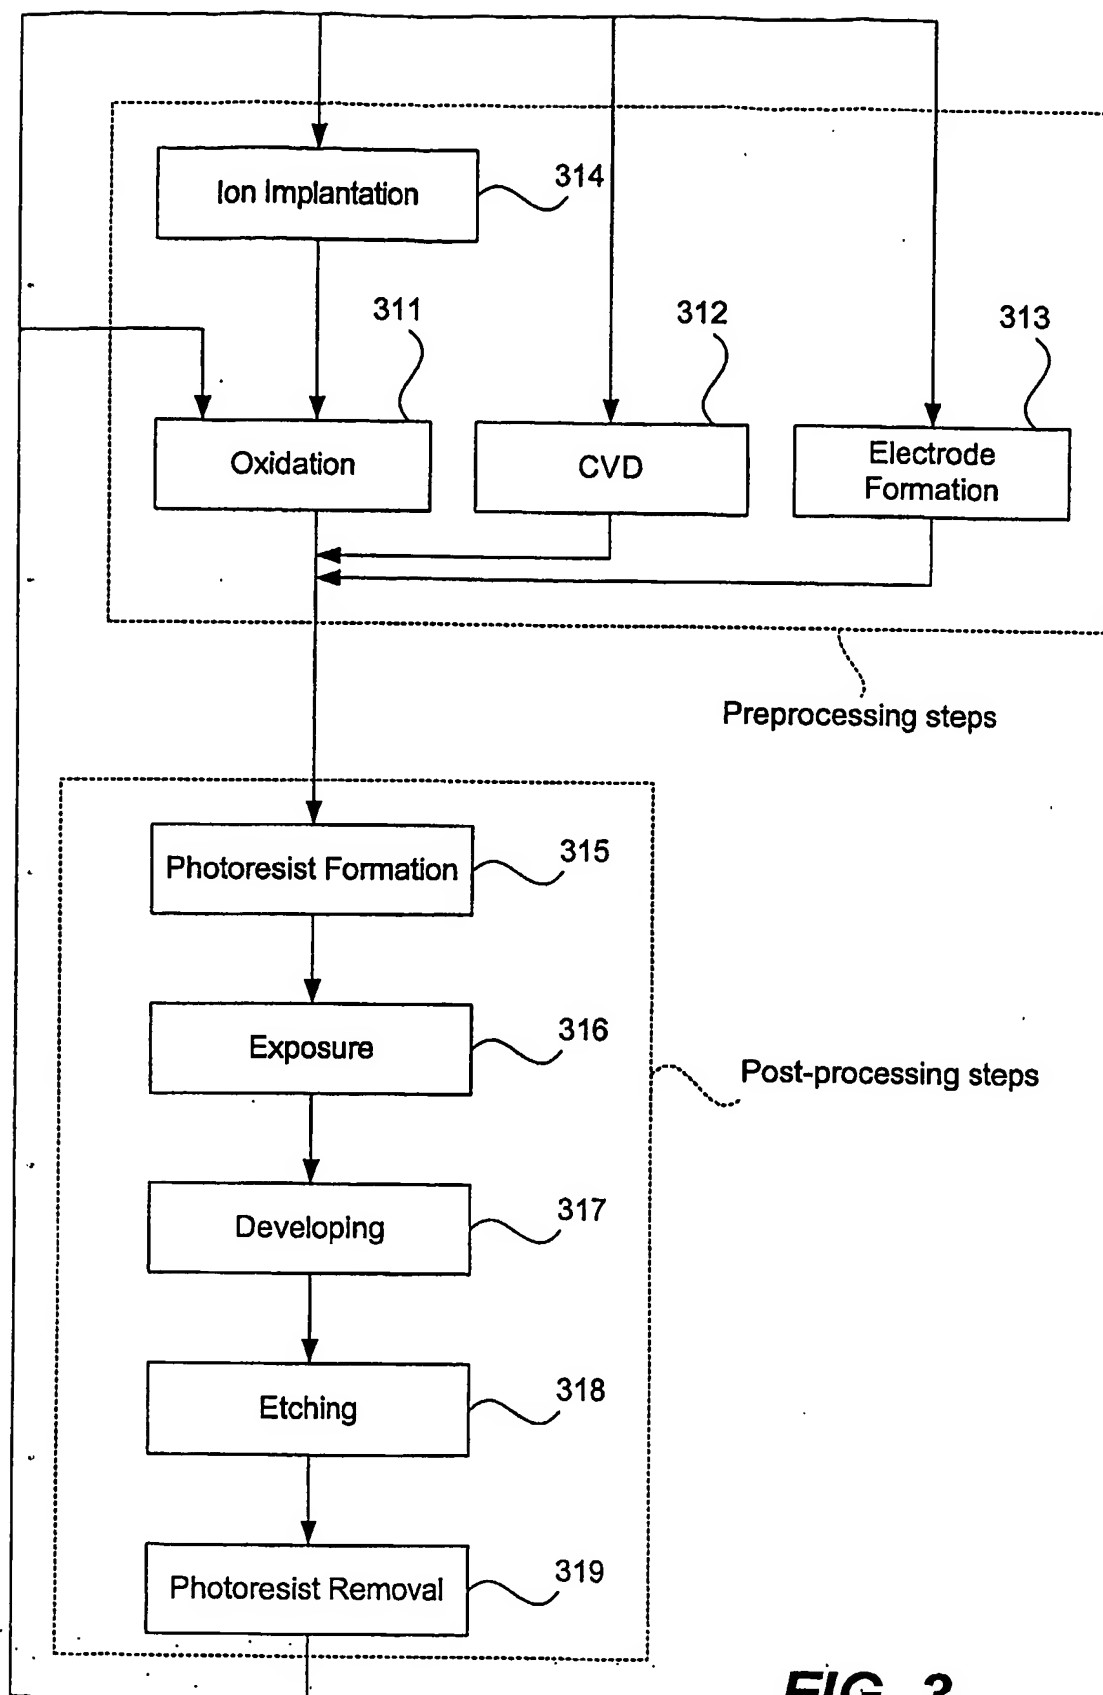 Ion Implantation
314
311
312
313
Oxidation
CVD
Electrode
Formation
Preprocessing steps
Photoresist Formation
315
Exposure
316
Post-processing steps
Developing
317
Etching
318
Photoresist Removal
319
FIG.